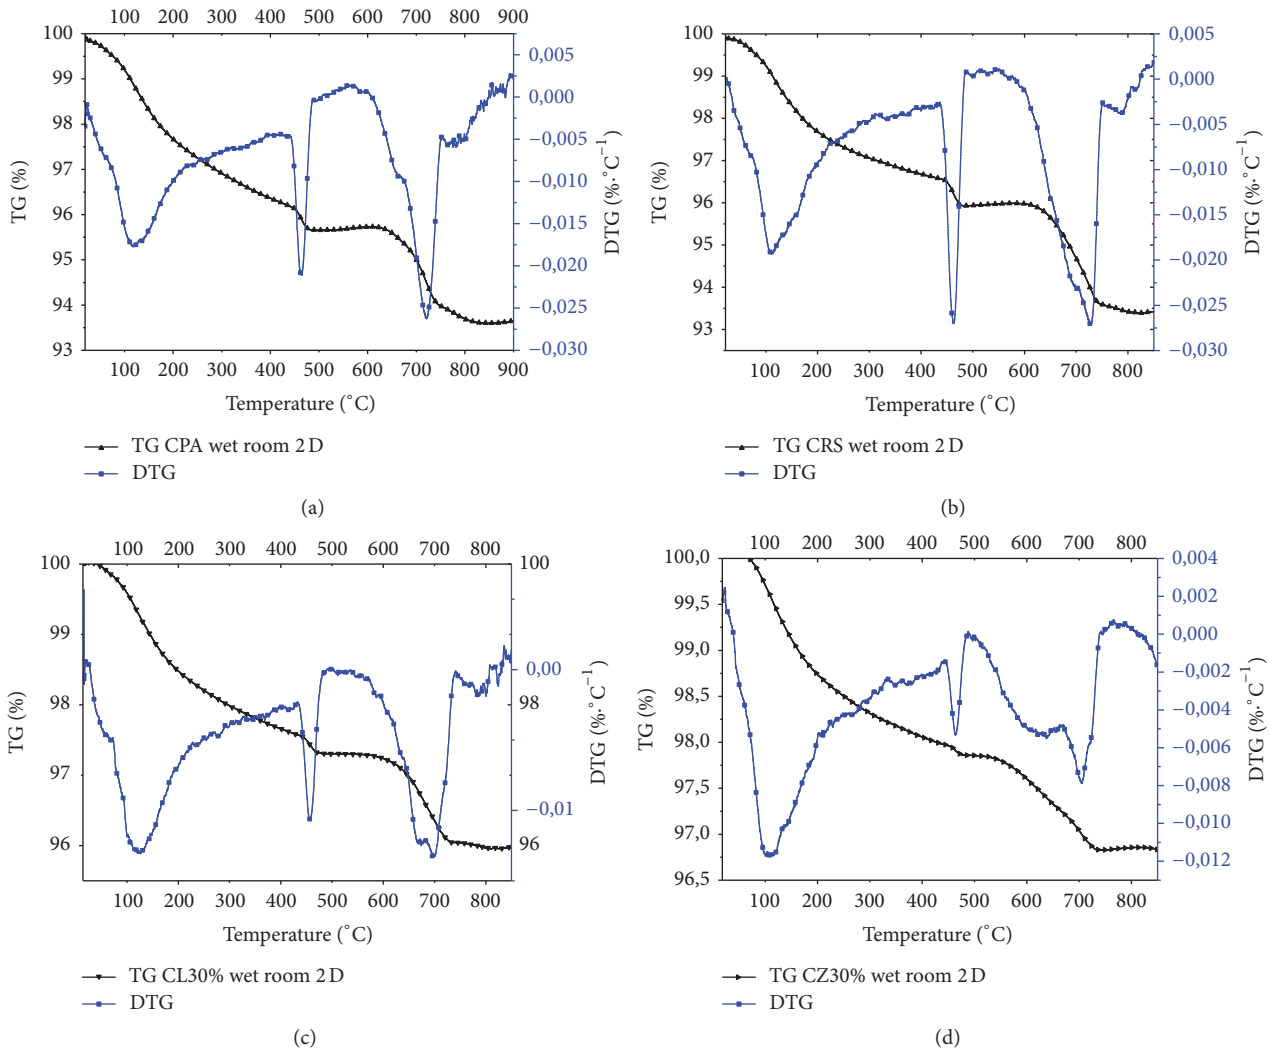 100 200 300 400 500 600 700 800 900
100
99
98
97
96
95
94
93
TG (%)
0,005
0,000
−0,005
−0,010
−0,015
−0,020
−0,025
−0,030
DTG (%·°C−1)
100 200 300 400 500 600 700 800 900
Temperature (°C)
TG CPA wet room 2 D
DTG
(a)
100
99
98
97
96
95
94
93
TG (%)
0,005
0,000
−0,005
−0,010
−0,015
−0,020
−0,025
−0,030
DTG (%·°C−1)
100 200 300 400 500 600 700 800
Temperature (°C)
TG CRS wet room 2 D
DTG
(b)
100 200 300 400 500 600 700 800
100
99
98
97
96
TG (%)
100
0,00
98
−0,01
96
DTG (%·°C−1)
100 200 300 400 500 600 700 800
Temperature (°C)
TG CL30% wet room 2 D
DTG
(c)
100 200 300 400 500 600 700 800
100,0
99,5
99,0
98,5
98,0
97,5
97,0
96,5
TG (%)
0,004
0,002
0,000
−0,002
−0,004
−0,006
−0,008
−0,010
−0,012
DTG (%·°C−1)
100 200 300 400 500 600 700 800
Temperature (°C)
TG CZ30% wet room 2 D
DTG
(d)